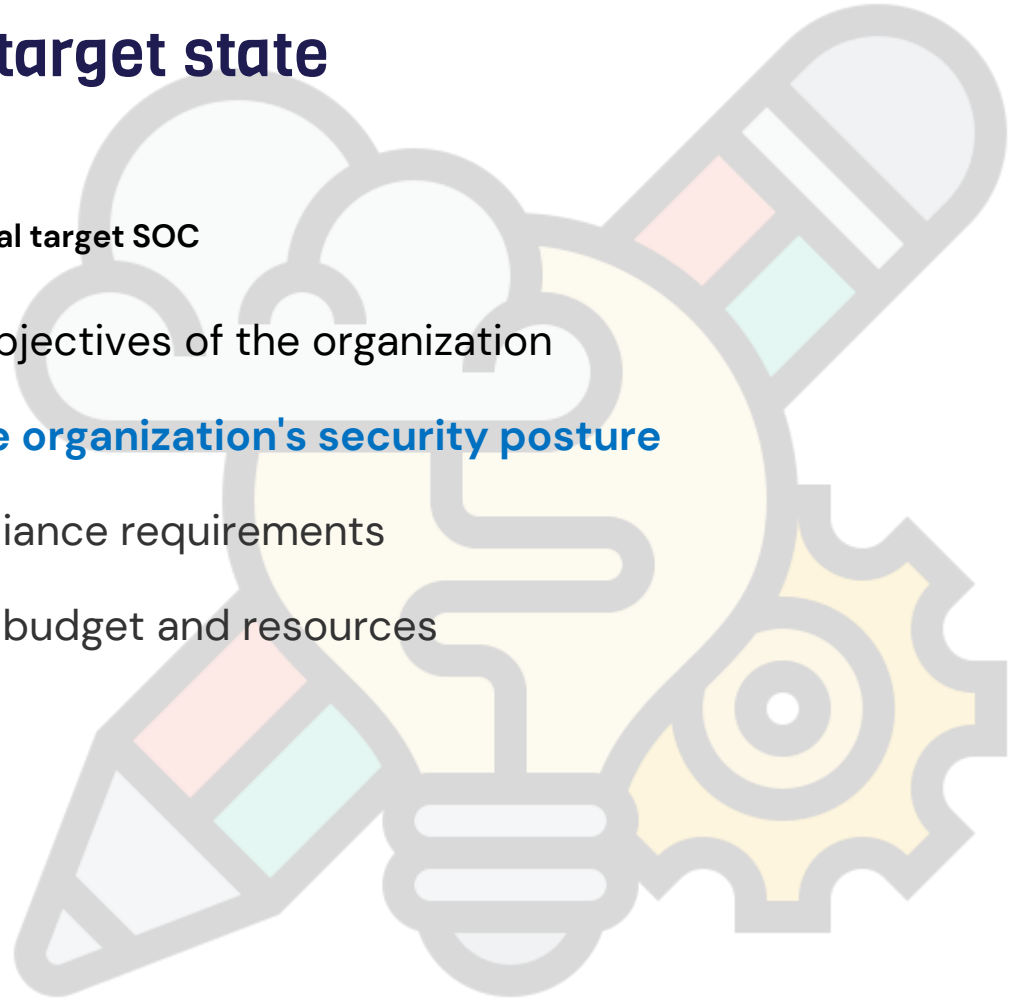 target state
al target SOC
bjectives of the organization
e organization's security posture
iance requirements
budget and resources